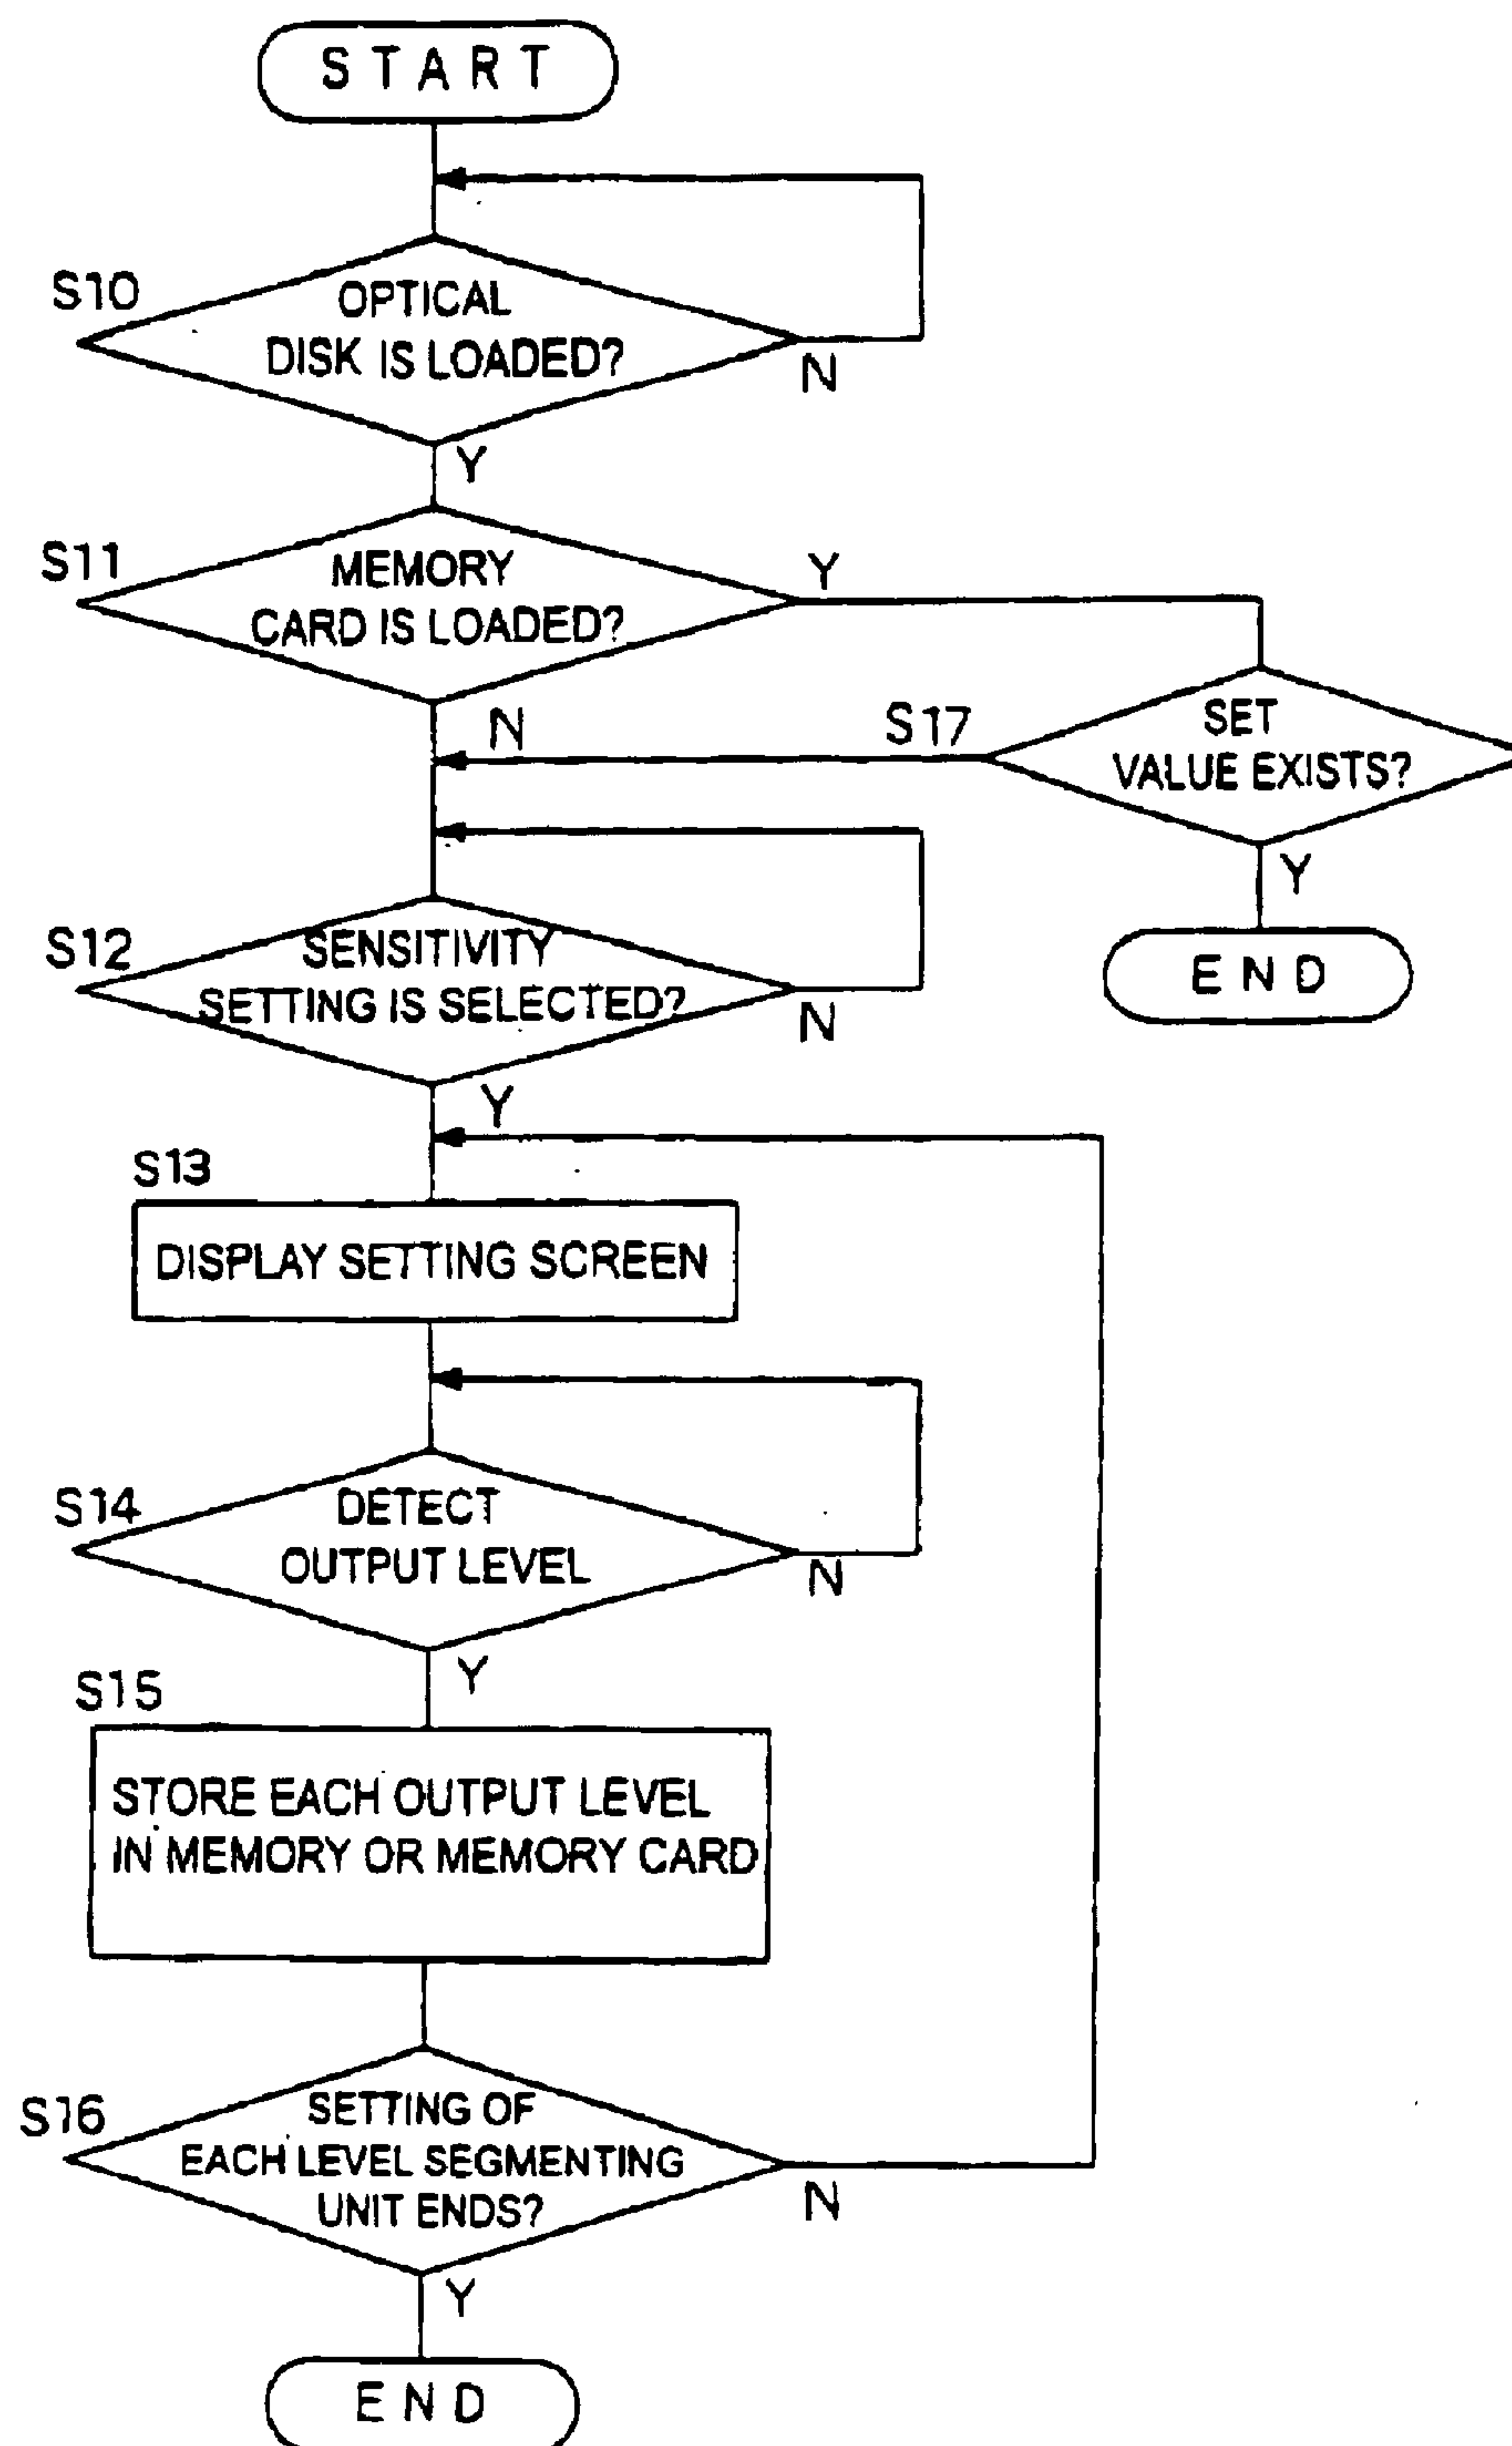 START
S10
OPTICAL
DISK IS LOADED?
N
Y
S11
MEMORY
CARD IS LOADED?
Y
N
S17
SET
VALUE EXISTS?
Y
END
S12
SENSITIVITY
SETTING IS SELECTED?
N
Y
S13
DISPLAY SETTING SCREEN
S14
DETECT
OUTPUT LEVEL
N
Y
S15
STORE EACH OUTPUT LEVEL
IN MEMORY OR MEMORY CARD
S16
SETTING OF
EACH LEVEL SEGMENTING
UNIT ENDS?
N
Y
END